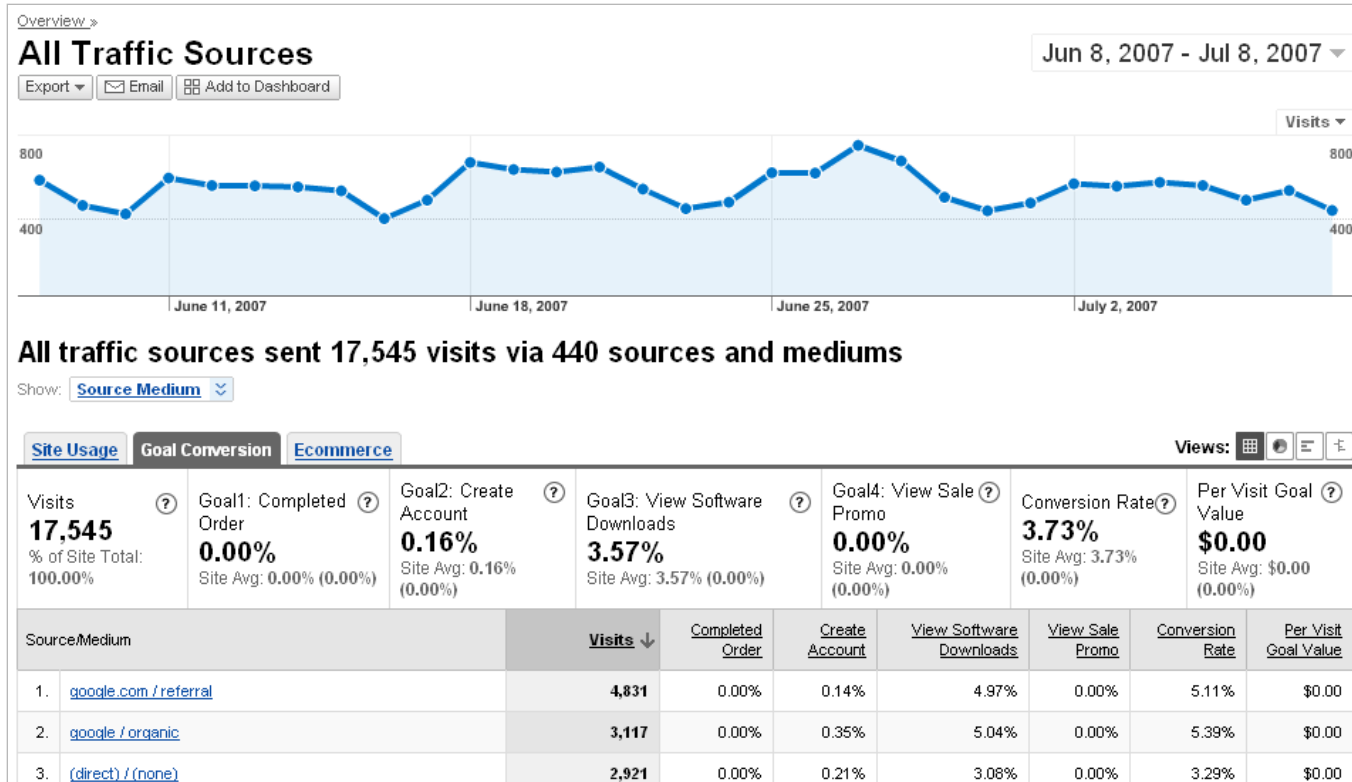 Overview »
All Traffic Sources
Jun 8, 2007 - Jul 8, 2007
Export Email Add to Dashboard
Visits
800 800
400 400
June 11, 2007 June 18, 2007 June 25, 2007 July 2, 2007
All traffic sources sent 17,545 visits via 440 sources and mediums
Show: Source Medium
Site Usage Goal Conversion Ecommerce Views:
Visits ?
17,545
% of Site Total:
100.00%
Goal1: Completed ?
Order
0.00%
Site Avg: 0.00% (0.00%)
Goal2: Create ?
Account
0.16%
Site Avg: 0.16%
(0.00%)
Goal3: View Software ?
Downloads
3.57%
Site Avg: 3.57% (0.00%)
Goal4: View Sale ?
Promo
0.00%
Site Avg: 0.00%
(0.00%)
Conversion Rate ?
3.73%
Site Avg: 3.73%
(0.00%)
Per Visit Goal ?
Value
$0.00
Site Avg: $0.00
(0.00%)
Source/Medium Visits Completed Order Create Account View Software Downloads View Sale Promo Conversion Rate Per Visit Goal Value
1. google.com / referral 4,831 0.00% 0.14% 4.97% 0.00% 5.11% $0.00
2. google / organic 3,117 0.00% 0.35% 5.04% 0.00% 5.39% $0.00
3. (direct) / (none) 2,921 0.00% 0.21% 3.08% 0.00% 3.29% $0.00